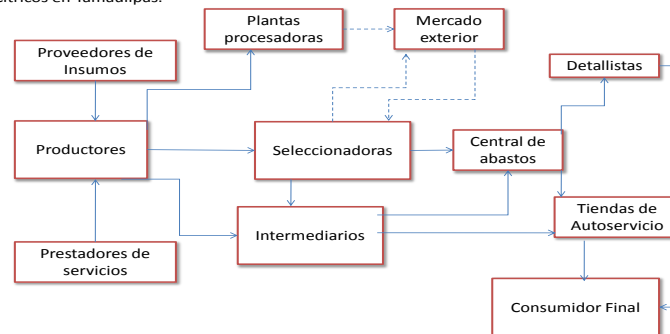 cítricos en Tamaulipas.
Plantas
procesadoras
Mercado
exterior
Proveedores de
Insumos
Detallistas
Productores
Seleccionadoras
Central de
abastos
Intermediarios
Tiendas de
Autoservicio
Prestadores de
servicios
Consumidor Final